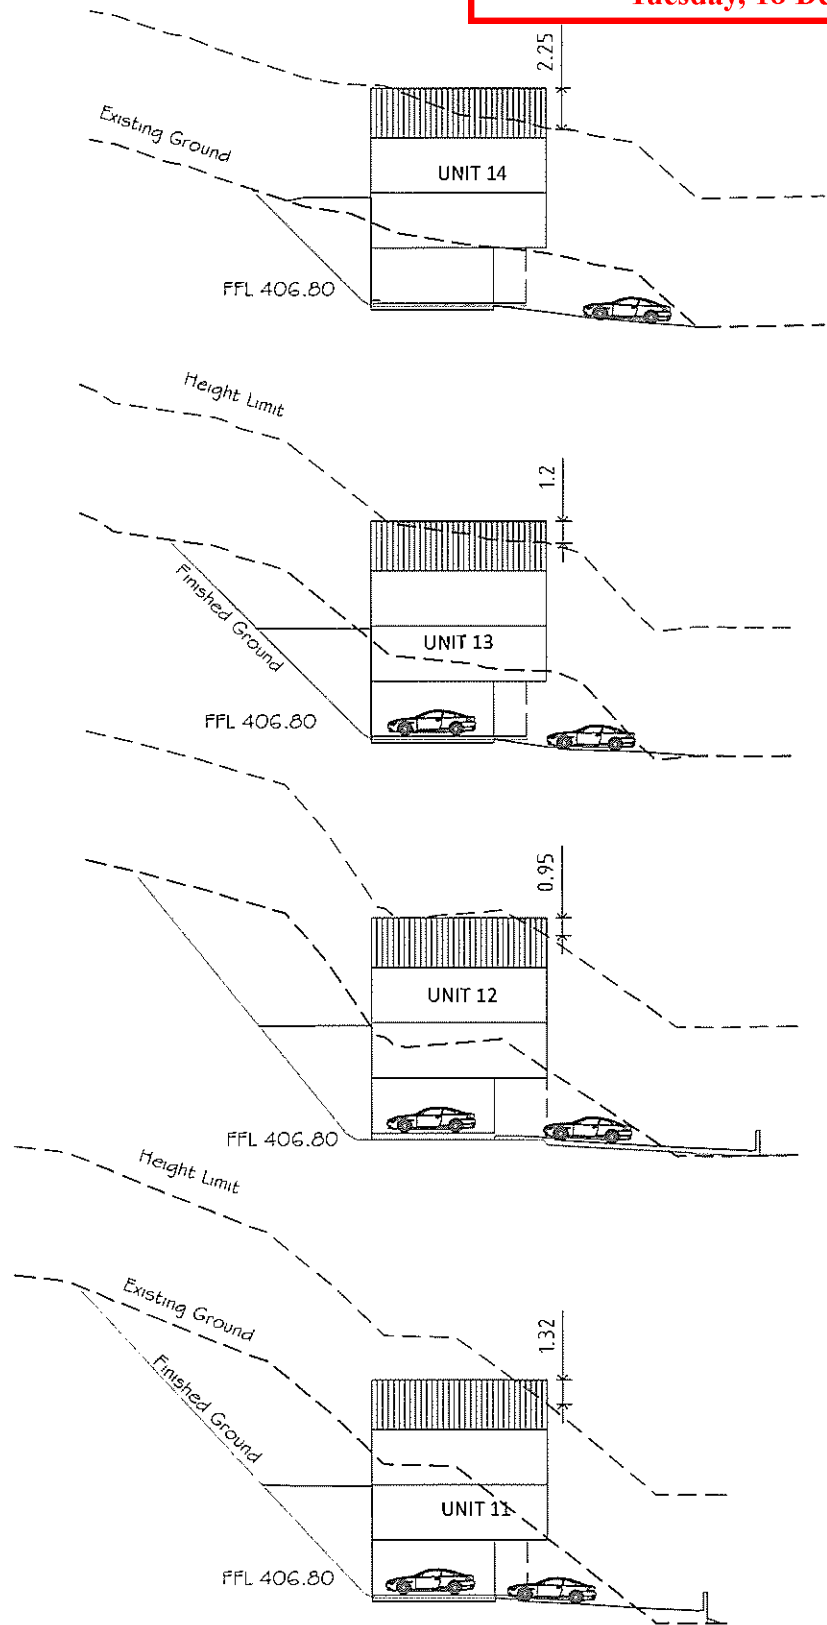 Tuesday, 18 De
2.25
Existing Ground
UNIT 14
FFL 406.80
Height Limit
1.2
Finished Ground
UNIT 13
FFL 406.80
0.95
UNIT 12
FFL 406.80
Height Limit
Existing Ground
1.32
Finished Ground
UNIT 11
FFL 406.80